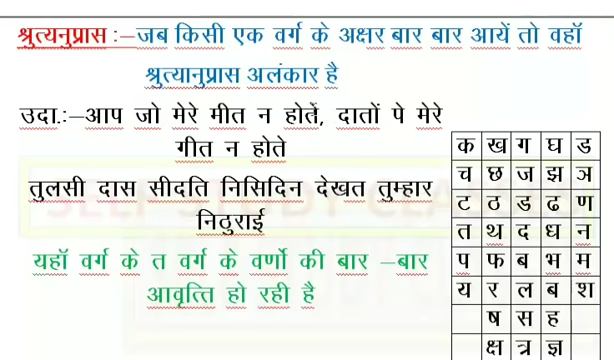 श्रुत्यनुप्रास :–जब किसी एक वर्ग के अक्षर बार बार आयें तो वहॉ
श्रुत्यानुप्रास अलंकार है
उदा.:–आप जो मेरे मीत न होतें, दातों पे मेरे
गीत न होते
तुलसी दास सीदति निसिदिन देखत तुम्हार
निठुराई
यहॉ वर्ग के त वर्ग के वर्णो की बार –बार
आवृत्ति हो रही है
क ख ग घ ड
च छ ज झ ञ
ट ठ ड ढ ण
त थ द ध न
प फ ब भ म
य र ल ब श
ष स ह
क्ष त्र ज्ञ